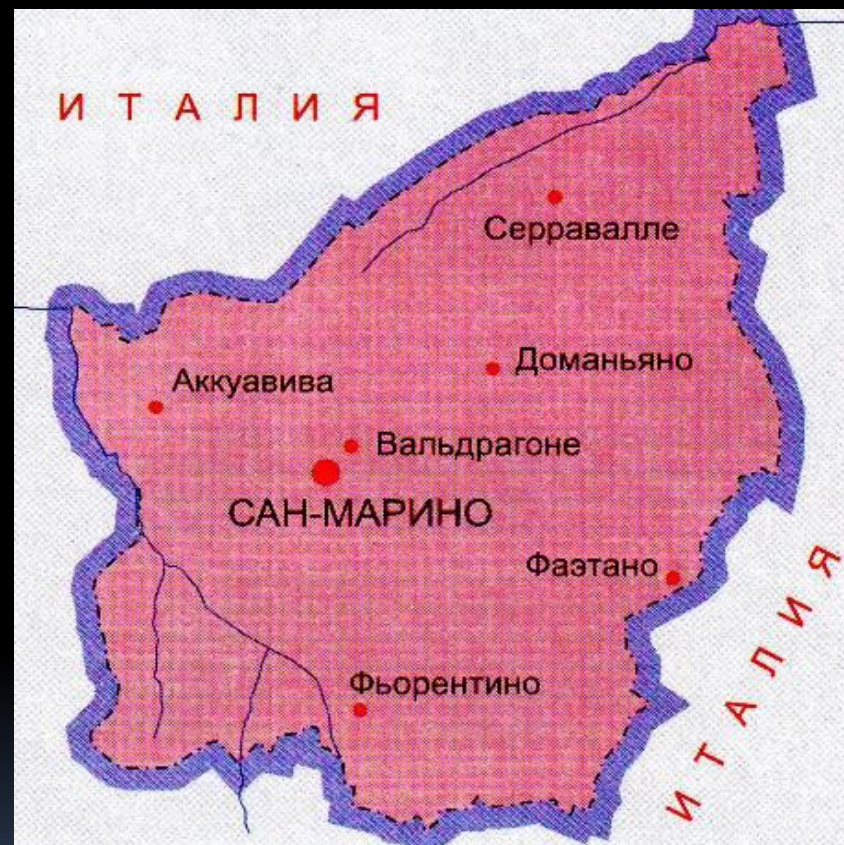 ИТАЛИЯ
Серравалле
Доманьяно
Аккуавива
Вальдрагоне
САН-МАРИНО
Фаэтано
ИТАЛИЯ
Фьорентино